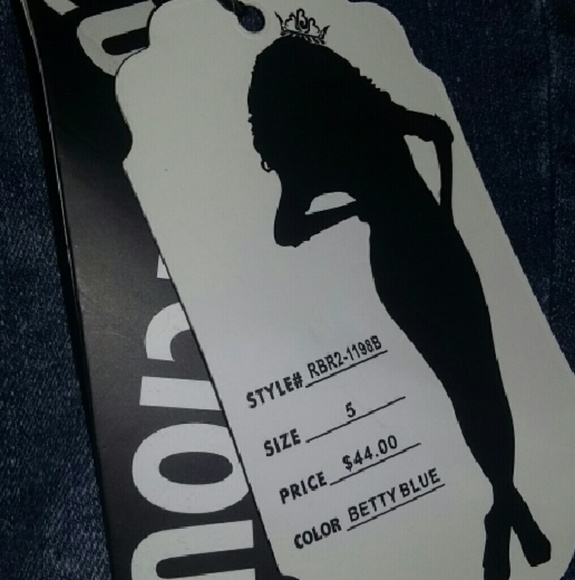 STYLE# RBR2-1198B
SIZE 5
PRICE $44.00
COLOR BETTY BLUE